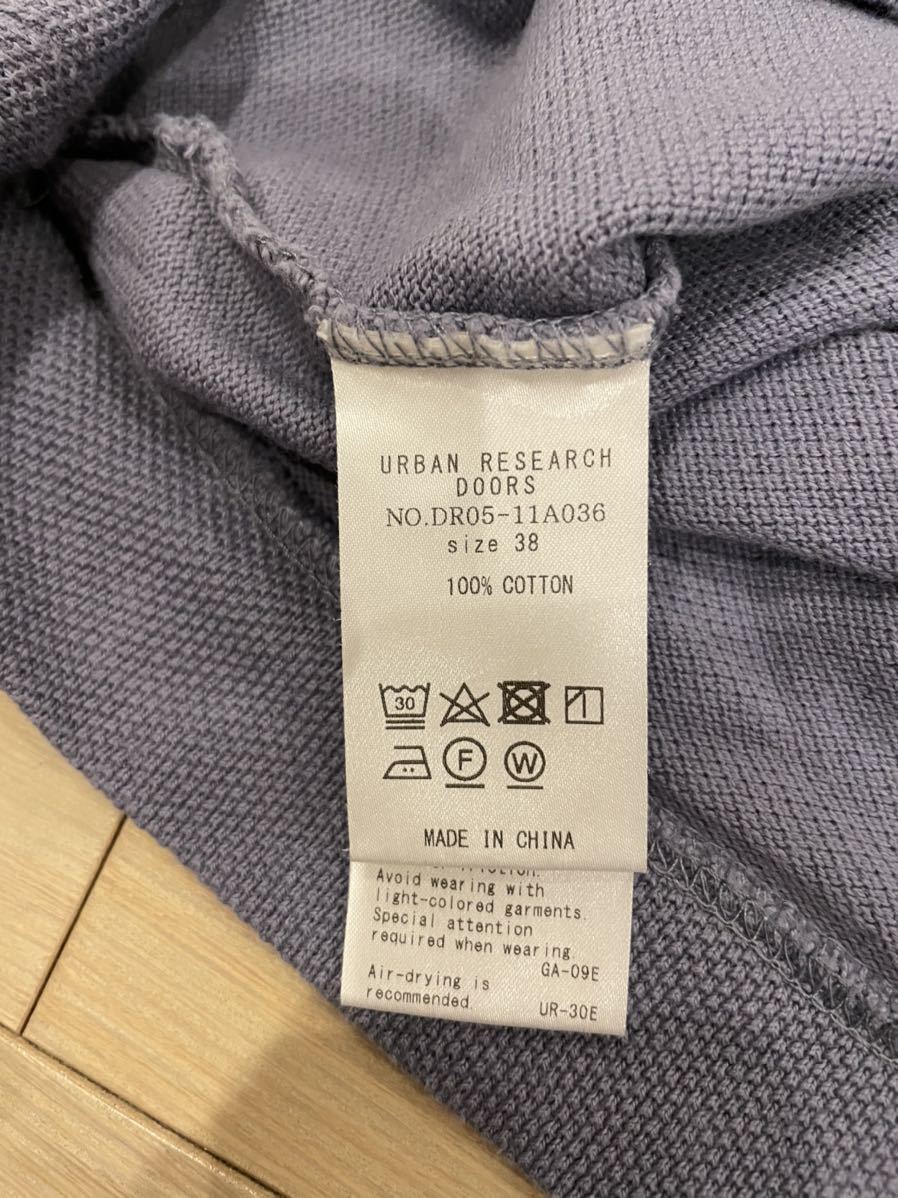 URBAN RESEARCH
DOORS
NO.DR05-11A036
size 38
100% COTTON
30
F W
MADE IN CHINA
Avoid wearing with
light-colored garments.
Special attention
required when wearing.
GA-09E
Air-drying is
recommended.
UR-30E